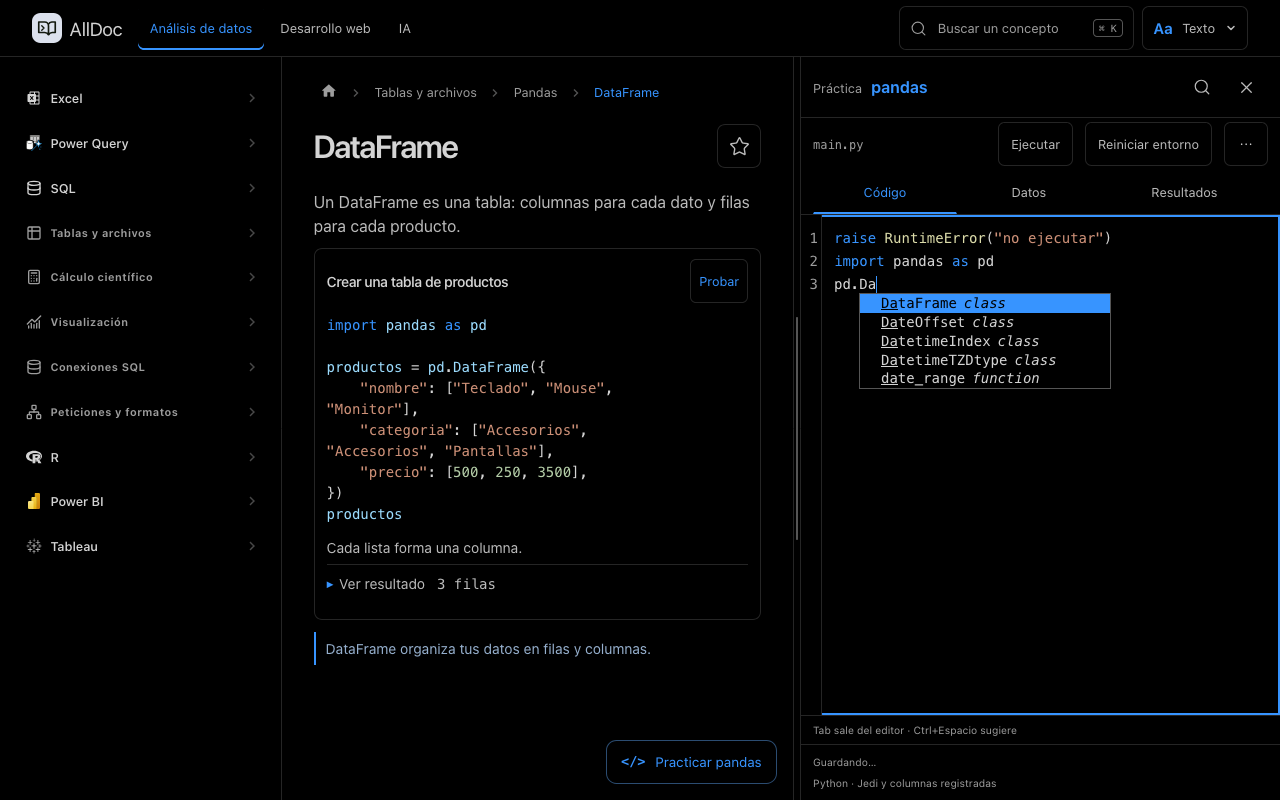 AllDoc
Análisis de datos
Desarrollo web
IA
Buscar un concepto
⌘ K
Aa Texto
Excel
Power Query
SQL
Tablas y archivos
Cálculo científico
Visualización
Conexiones SQL
Peticiones y formatos
R
Power BI
Tableau
Tablas y archivos > Pandas > DataFrame
DataFrame
Un DataFrame es una tabla: columnas para cada dato y filas
para cada producto.
Crear una tabla de productos
Probar
import pandas as pd
productos = pd.DataFrame({
    "nombre": ["Teclado", "Mouse",
"Monitor"],
    "categoria": ["Accesorios",
"Accesorios", "Pantallas"],
    "precio": [500, 250, 3500],
})
productos
Cada lista forma una columna.
▸ Ver resultado 3 filas
DataFrame organiza tus datos en filas y columnas.
</> Practicar pandas
Práctica pandas
main.py
Ejecutar
Reiniciar entorno
...
Código
Datos
Resultados
1 raise RuntimeError("no ejecutar")
2 import pandas as pd
3 pd.Da
DataFrame class
DateOffset class
DatetimeIndex class
DatetimeTZDtype class
date_range function
Tab sale del editor · Ctrl+Espacio sugiere
Guardando…
Python · Jedi y columnas registradas